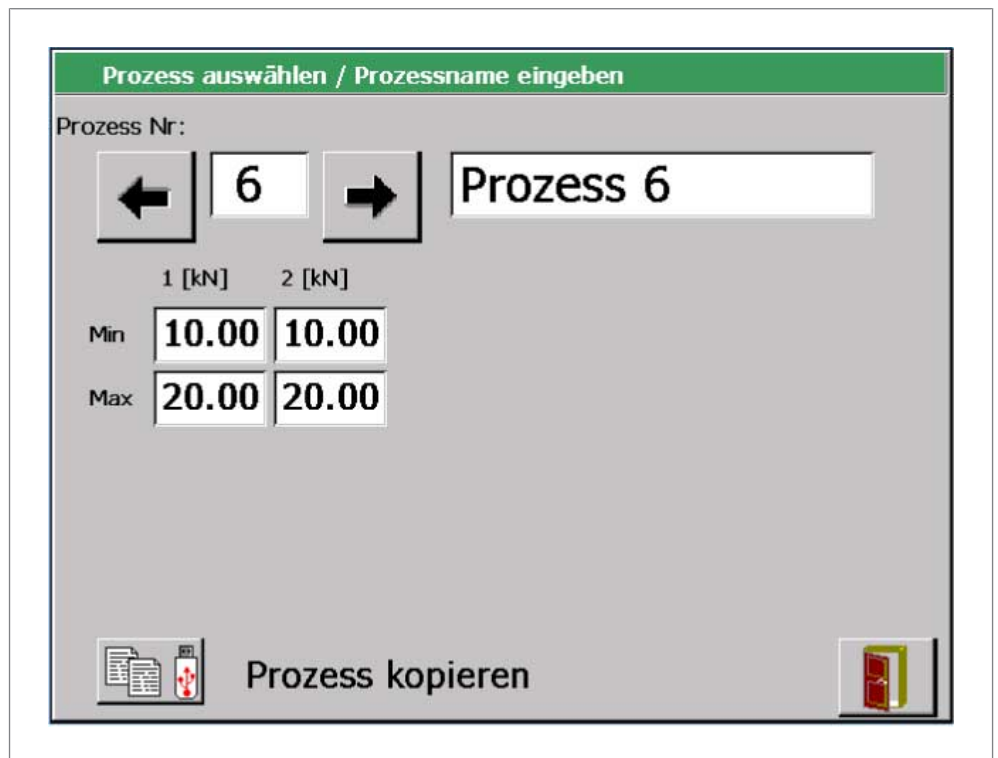 Prozess auswählen / Prozessname eingeben
Prozess Nr:
6 Prozess 6
1 [kN] 2 [kN]
Min 10.00 10.00
Max 20.00 20.00
Prozess kopieren